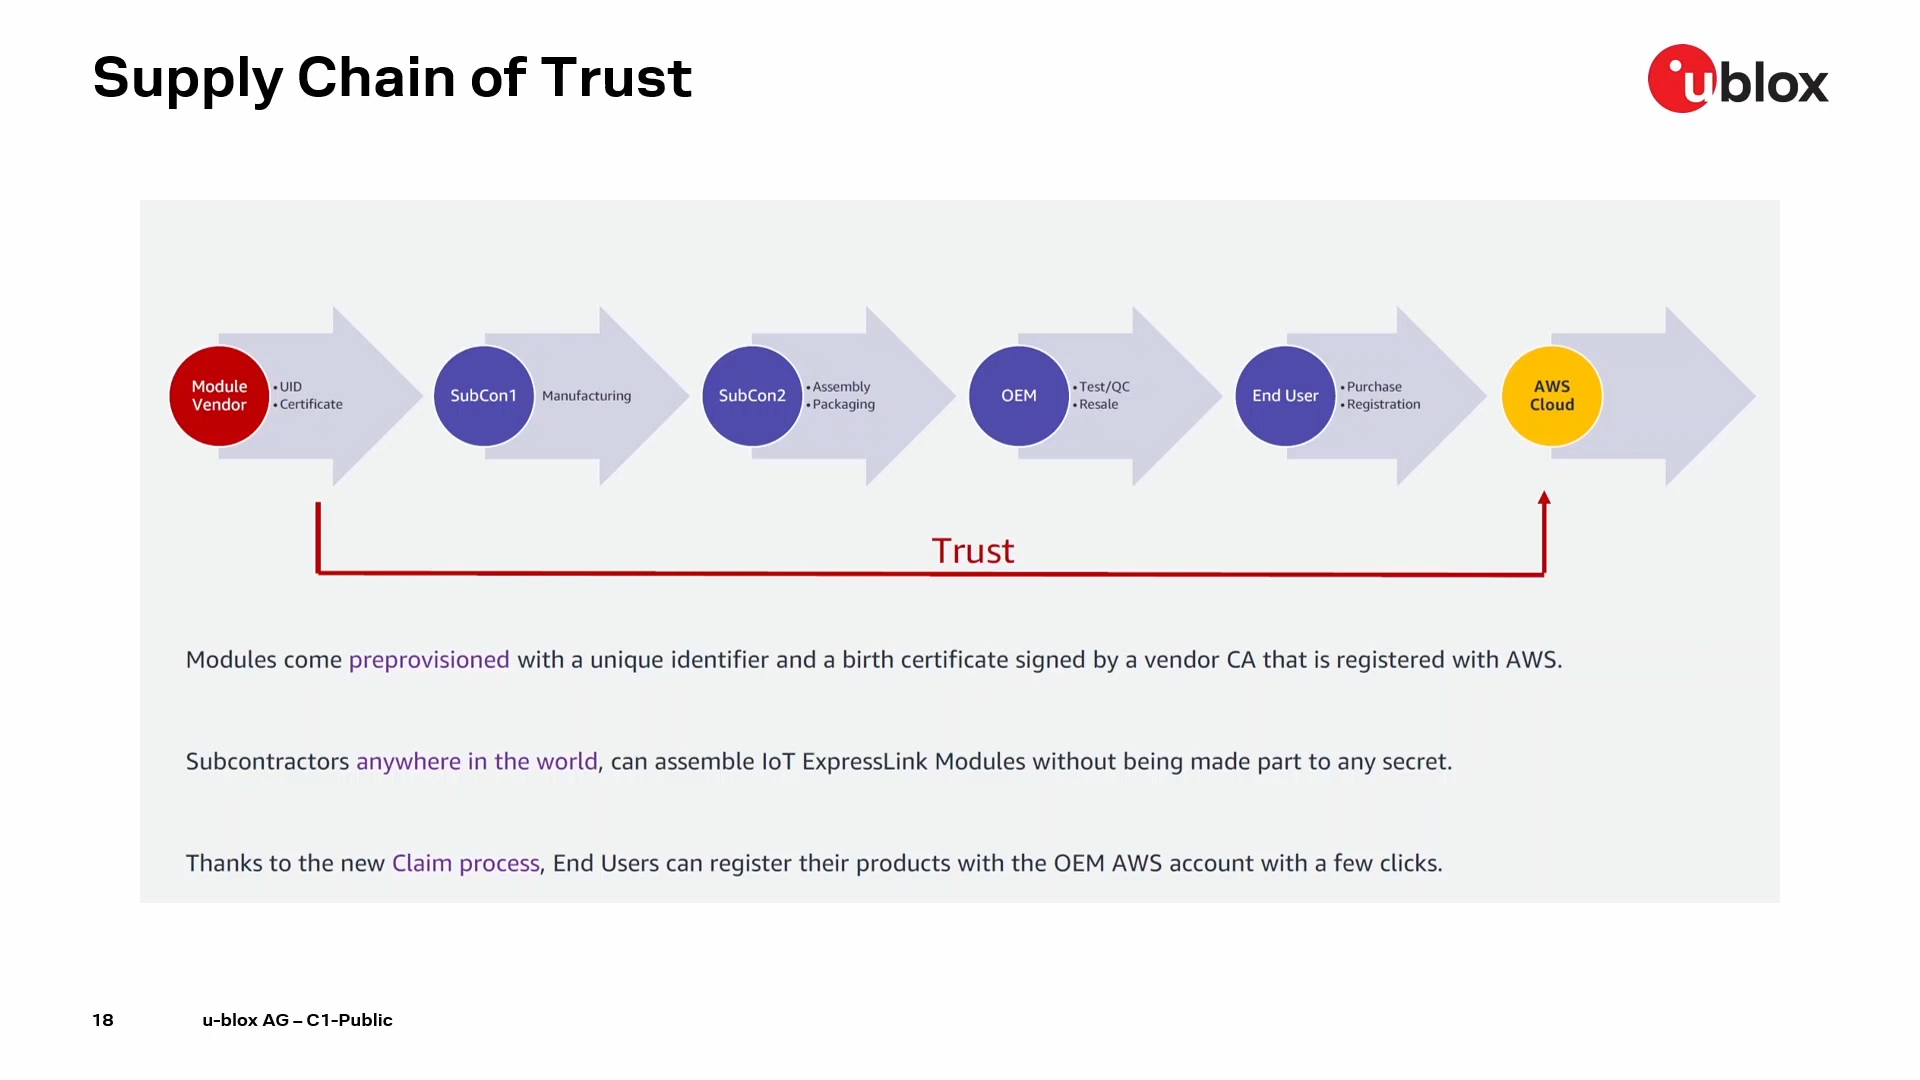 Supply Chain of Trust
ublox
Module
Vendor
• UID
• Certificate
SubCon1
Manufacturing
SubCon2
• Assembly
• Packaging
OEM
• Test/QC
• Resale
End User
• Purchase
• Registration
AWS
Cloud
Trust
Modules come preprovisioned with a unique identifier and a birth certificate signed by a vendor CA that is registered with AWS.
Subcontractors anywhere in the world, can assemble IoT ExpressLink Modules without being made part to any secret.
Thanks to the new Claim process, End Users can register their products with the OEM AWS account with a few clicks.
18 u-blox AG – C1-Public